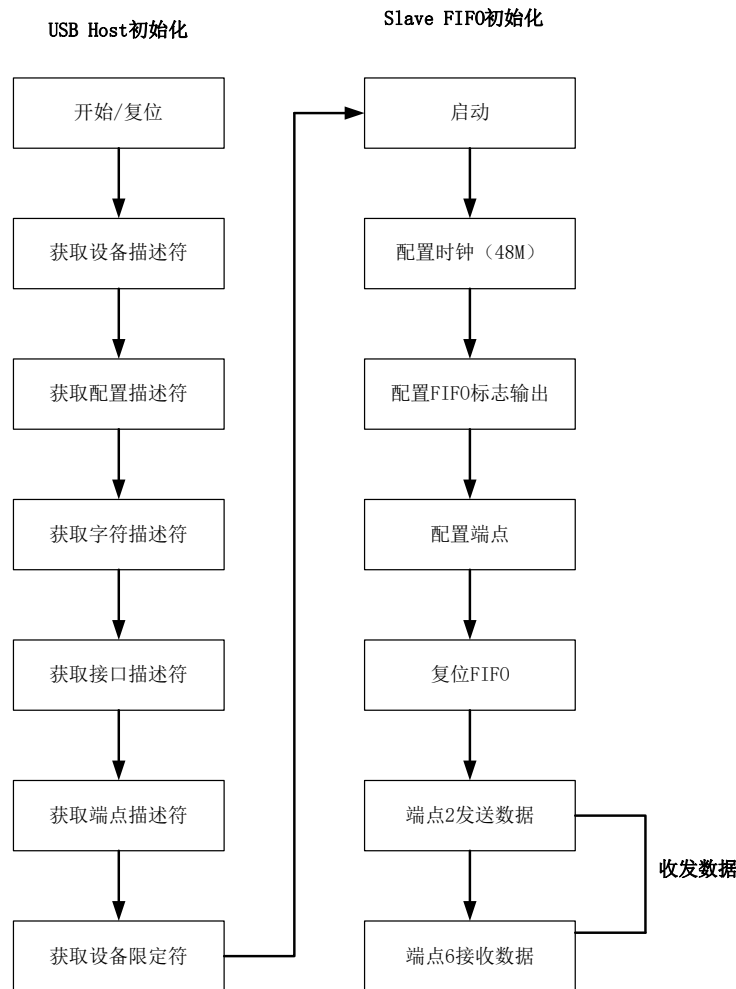 USB Host初始化
Slave FIFO初始化
开始/复位
获取设备描述符
获取配置描述符
获取字符描述符
获取接口描述符
获取端点描述符
获取设备限定符
启动
配置时钟（48M）
配置FIFO标志输出
配置端点
复位FIFO
端点2发送数据
端点6接收数据
收发数据